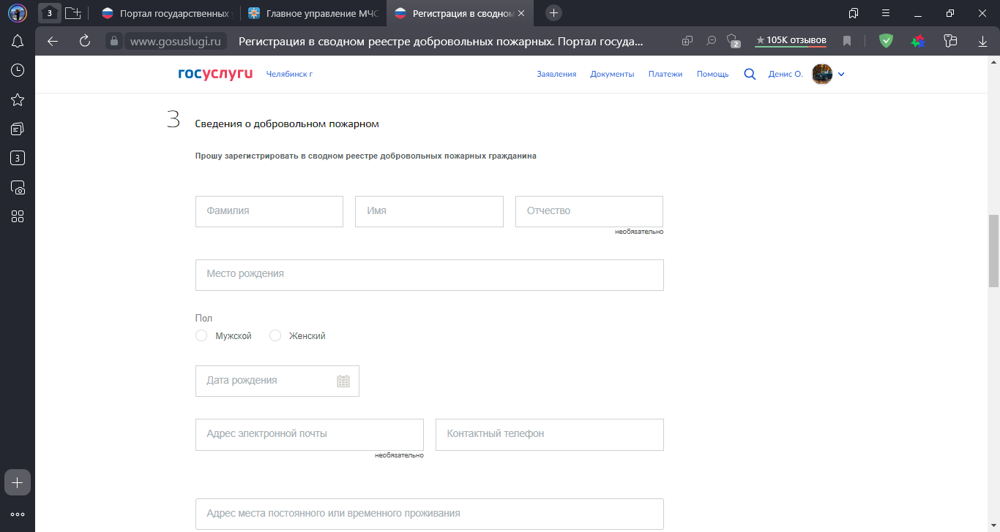 3
Портал государственных
Главное управление МЧС
Регистрация в сводном
www.gosuslugi.ru
Регистрация в сводном реестре добровольных пожарных. Портал госуда...
2
★ 105K отзывов
3
госуслуги
Челябинск г
Заявления
Документы
Платежи
Помощь
Денис О.
3
Сведения о добровольном пожарном
Прошу зарегистрировать в сводном реестре добровольных пожарных гражданина
Фамилия
Имя
Отчество
необязательно
Место рождения
Пол
Мужской
Женский
Дата рождения
Адрес электронной почты
Контактный телефон
необязательно
Адрес места постоянного или временного проживания